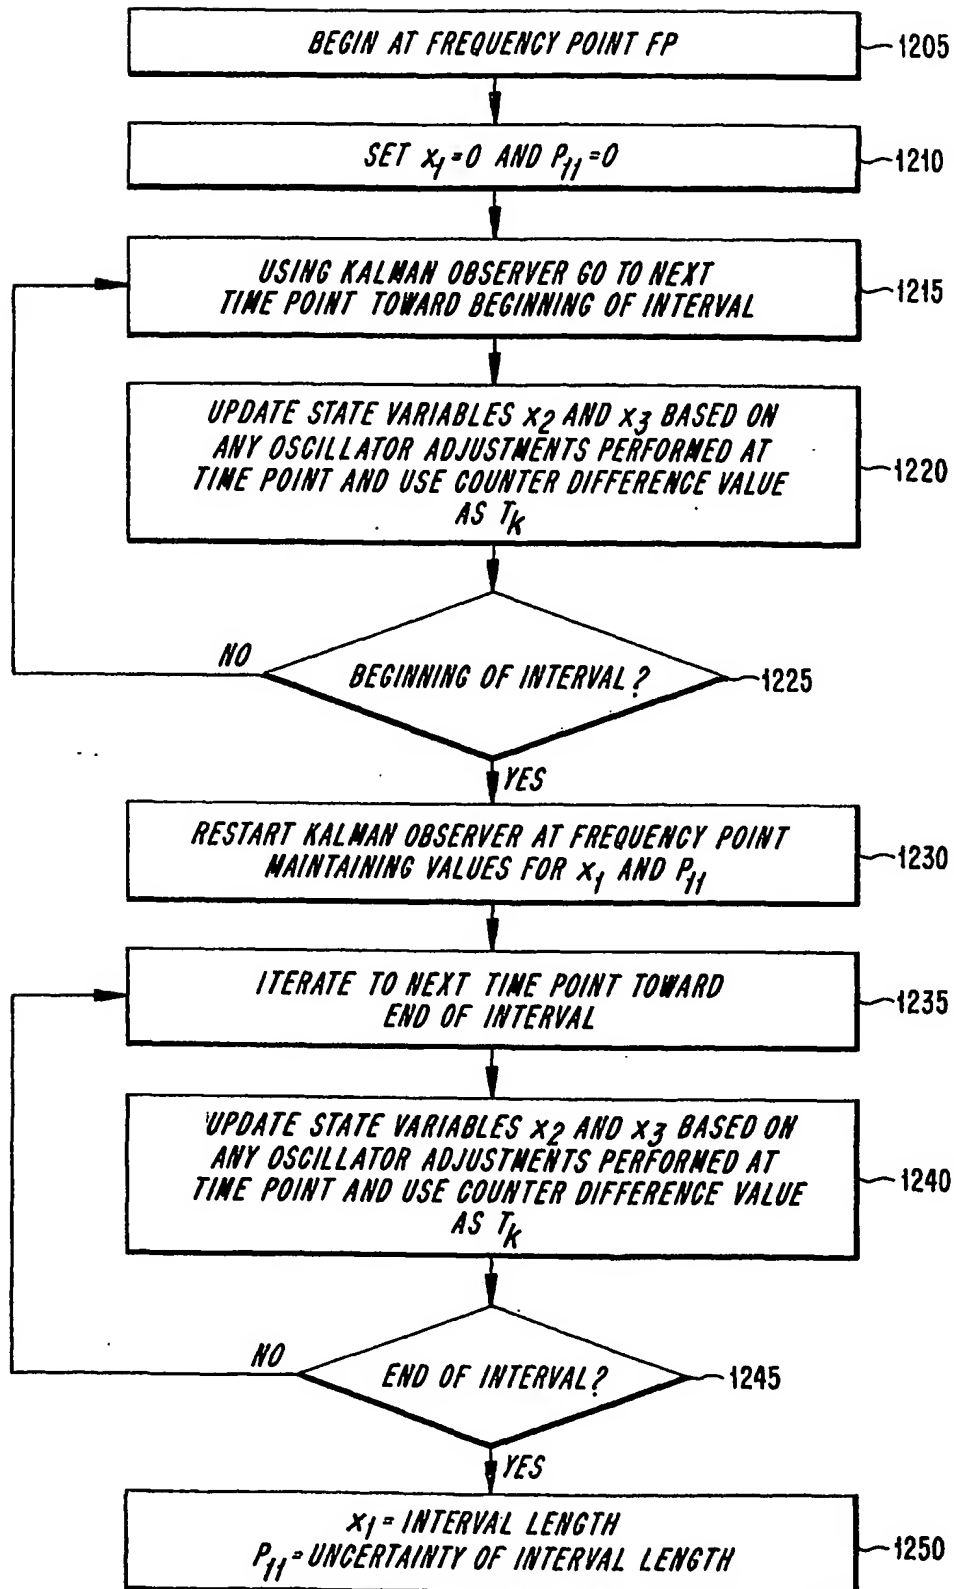 BEGIN AT FREQUENCY POINT FP
1205
SET x1=0 AND P11=0
1210
USING KALMAN OBSERVER GO TO NEXT
TIME POINT TOWARD BEGINNING OF INTERVAL
1215
UPDATE STATE VARIABLES x2 AND x3 BASED ON
ANY OSCILLATOR ADJUSTMENTS PERFORMED AT
TIME POINT AND USE COUNTER DIFFERENCE VALUE
AS Tk
1220
NO
BEGINNING OF INTERVAL?
1225
YES
RESTART KALMAN OBSERVER AT FREQUENCY POINT
MAINTAINING VALUES FOR x1 AND P11
1230
ITERATE TO NEXT TIME POINT TOWARD
END OF INTERVAL
1235
UPDATE STATE VARIABLES x2 AND x3 BASED ON
ANY OSCILLATOR ADJUSTMENTS PERFORMED AT
TIME POINT AND USE COUNTER DIFFERENCE VALUE
AS Tk
1240
NO
END OF INTERVAL?
1245
YES
x1=INTERVAL LENGTH
P11=UNCERTAINTY OF INTERVAL LENGTH
1250